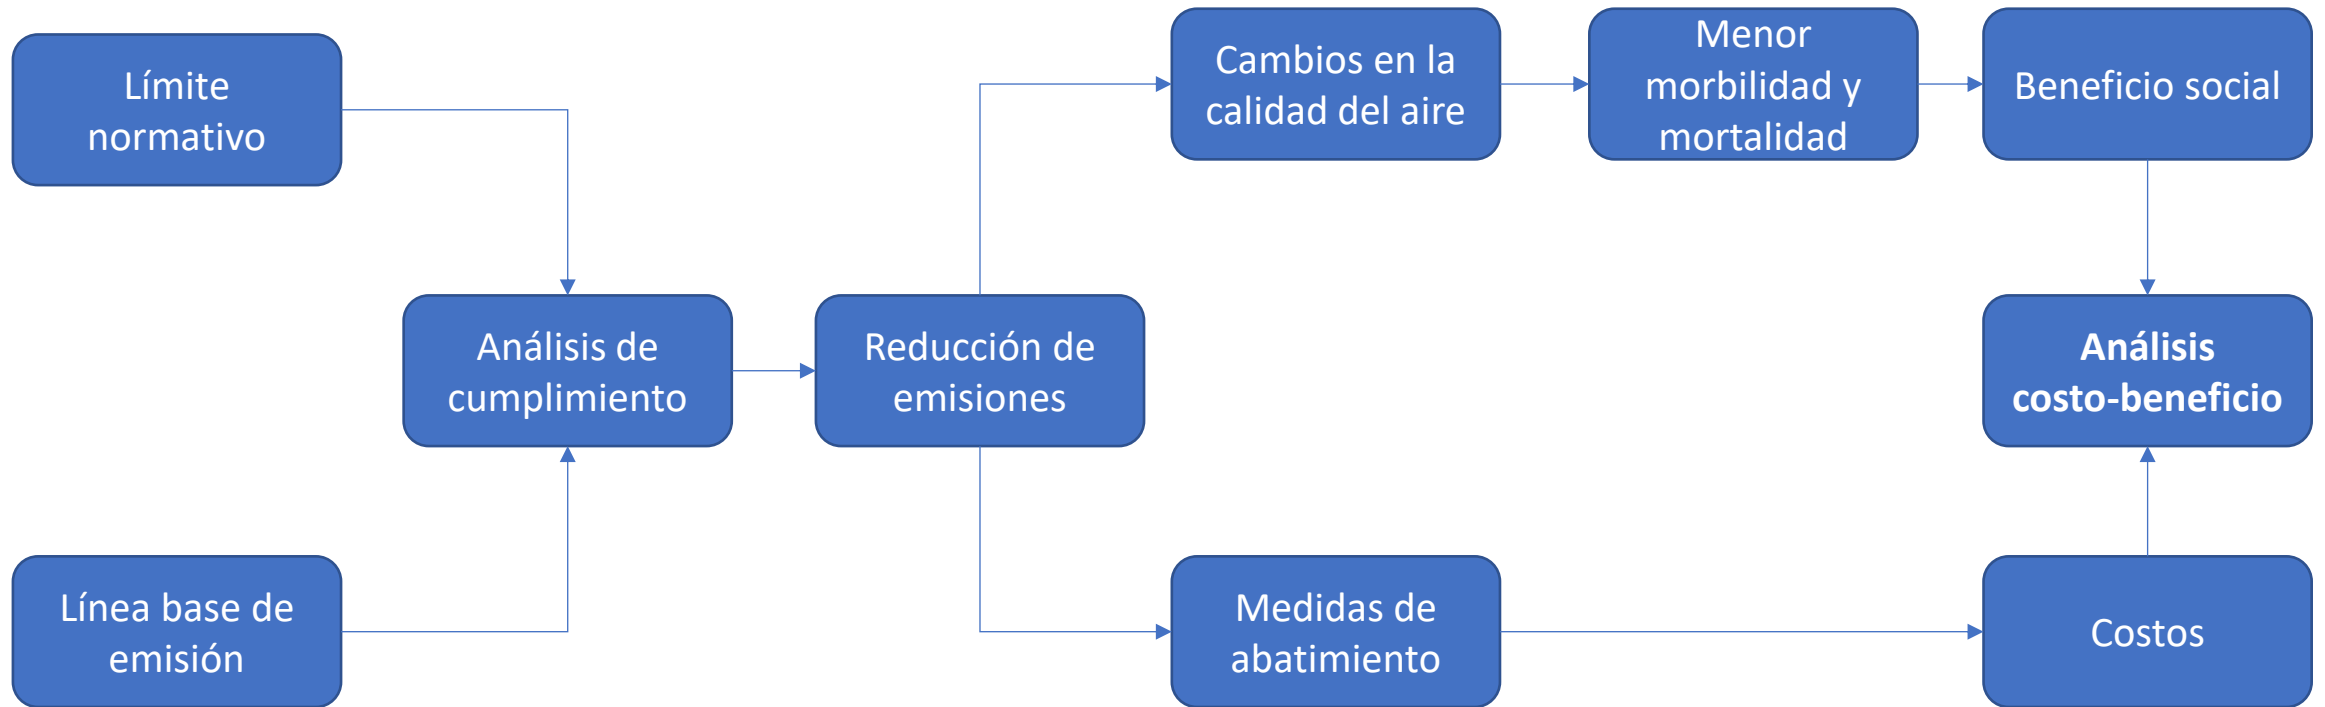 Límite
normativo
Línea base de
emisión
Análisis de
cumplimiento
Reducción de
emisiones
Cambios en la
calidad del aire
Menor
morbilidad y
mortalidad
Beneficio social
Medidas de
abatimiento
Costos
Análisis
costo-beneficio